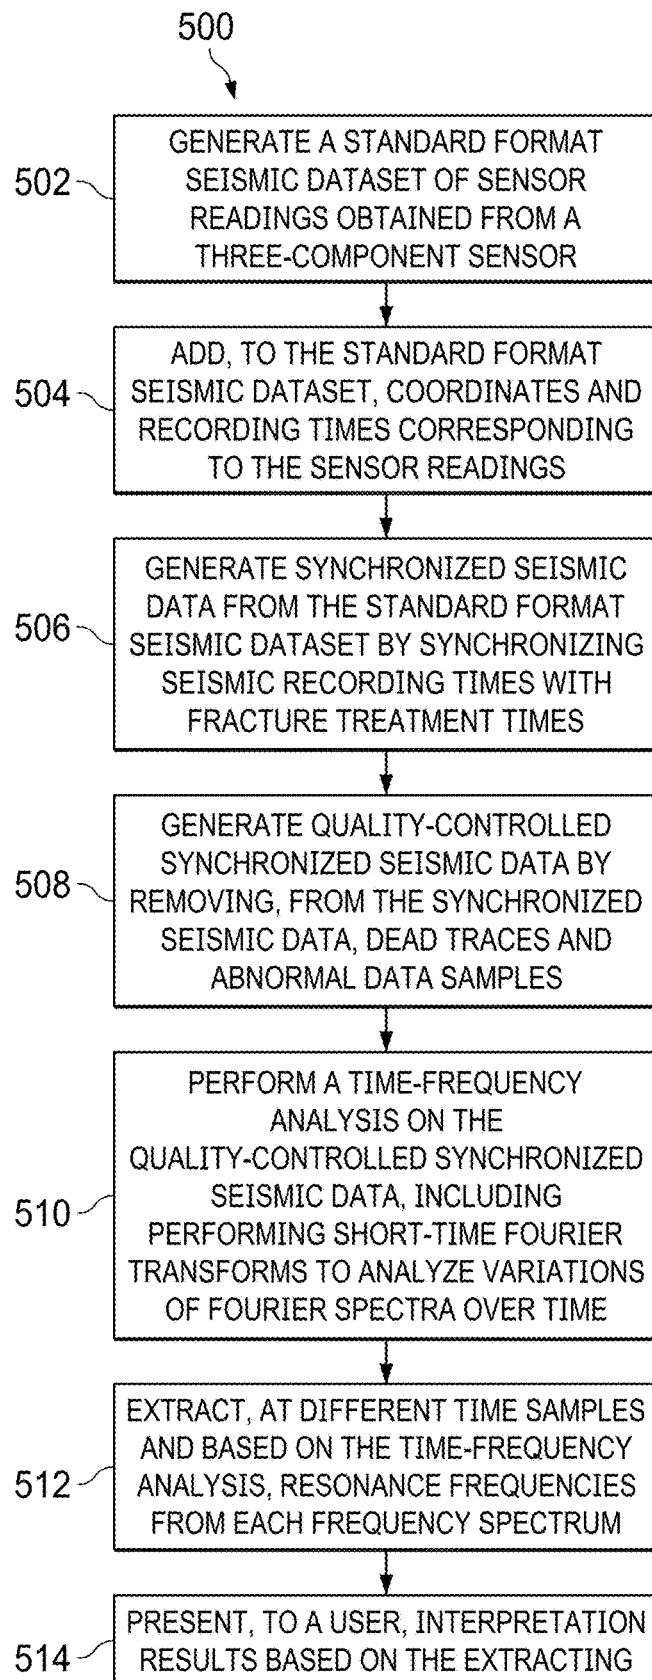 500
502
GENERATE A STANDARD FORMAT
SEISMIC DATASET OF SENSOR
READINGS OBTAINED FROM A
THREE-COMPONENT SENSOR
504
ADD, TO THE STANDARD FORMAT
SEISMIC DATASET, COORDINATES AND
RECORDING TIMES CORRESPONDING
TO THE SENSOR READINGS
506
GENERATE SYNCHRONIZED SEISMIC
DATA FROM THE STANDARD FORMAT
SEISMIC DATASET BY SYNCHRONIZING
SEISMIC RECORDING TIMES WITH
FRACTURE TREATMENT TIMES
508
GENERATE QUALITY-CONTROLLED
SYNCHRONIZED SEISMIC DATA BY
REMOVING, FROM THE SYNCHRONIZED
SEISMIC DATA, DEAD TRACES AND
ABNORMAL DATA SAMPLES
510
PERFORM A TIME-FREQUENCY
ANALYSIS ON THE
QUALITY-CONTROLLED SYNCHRONIZED
SEISMIC DATA, INCLUDING
PERFORMING SHORT-TIME FOURIER
TRANSFORMS TO ANALYZE VARIATIONS
OF FOURIER SPECTRA OVER TIME
512
EXTRACT, AT DIFFERENT TIME SAMPLES
AND BASED ON THE TIME-FREQUENCY
ANALYSIS, RESONANCE FREQUENCIES
FROM EACH FREQUENCY SPECTRUM
514
PRESENT, TO A USER, INTERPRETATION
RESULTS BASED ON THE EXTRACTING